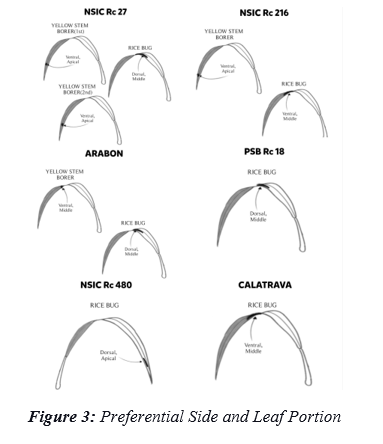 NSIC Rc 27
YELLOW STEM
BORER(1st)
Ventral,
Apical
RICE BUG
Dorsal,
Middle
YELLOW STEM
BORER(2nd)
Ventral,
Apical
NSIC Rc 216
YELLOW STEM
BORER
Ventral,
Apical
RICE BUG
Ventral,
Middle
ARABON
YELLOW STEM
BORER
Ventral,
Middle
RICE BUG
Dorsal,
Middle
PSB Rc 18
RICE BUG
Dorsal,
Middle
NSIC Rc 480
RICE BUG
Dorsal,
Apical
CALATRAVA
RICE BUG
Ventral,
Middle
Figure 3: Preferential Side and Leaf Portion